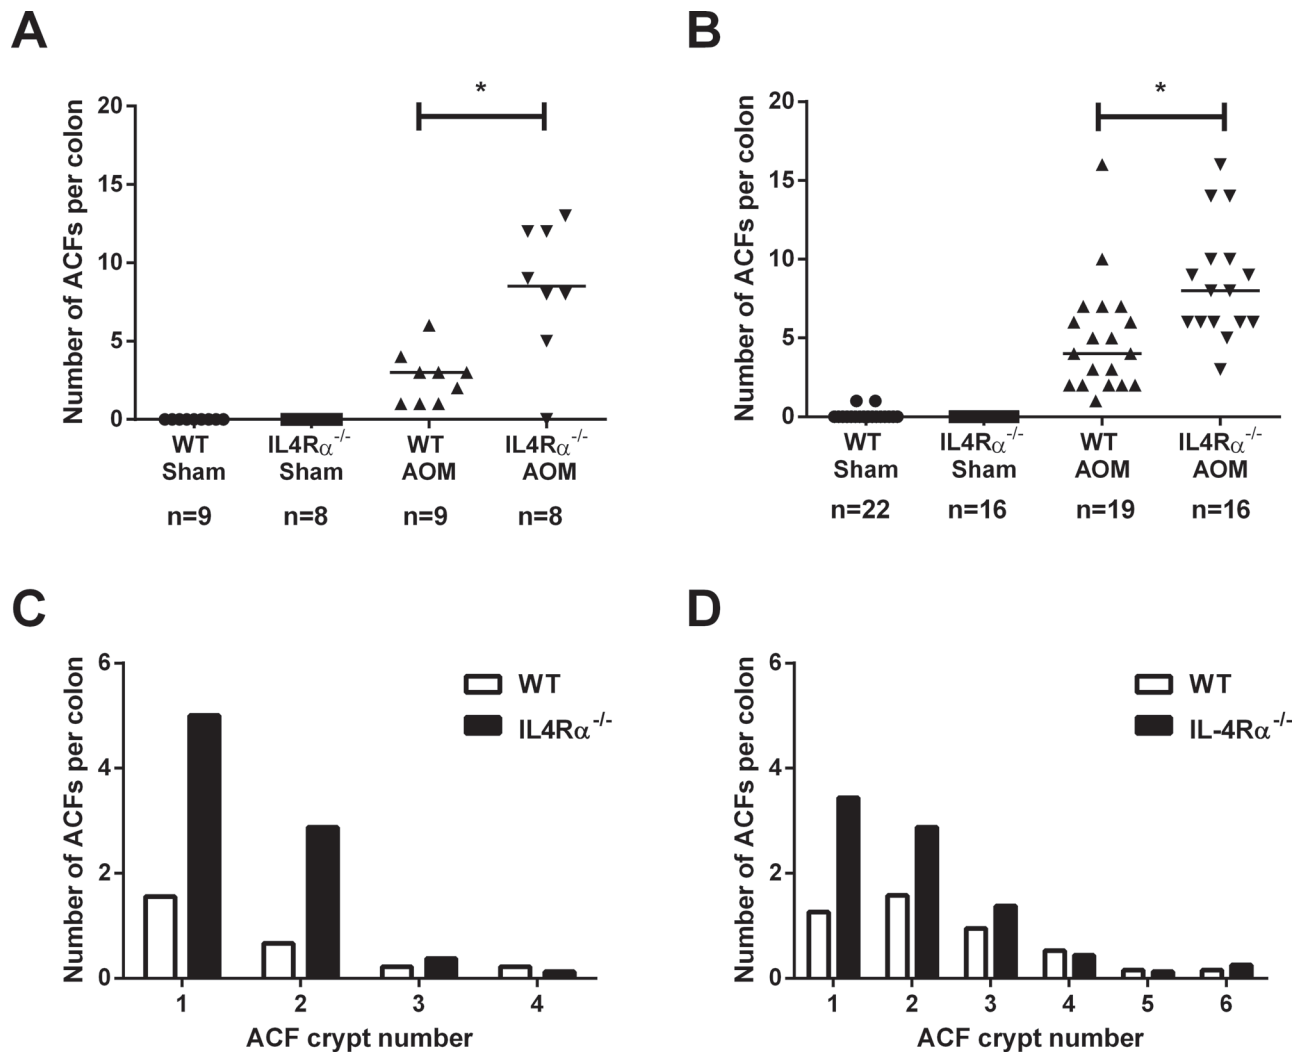 A
Number of ACFs per colon
20
15
10
5
0
*
WT
Sham
IL4Rα-/-
Sham
WT
AOM
IL4Rα-/-
AOM
n=9
n=8
n=9
n=8
B
Number of ACFs per colon
20
15
10
5
0
*
WT
Sham
IL4Rα-/-
Sham
WT
AOM
IL4Rα-/-
AOM
n=22
n=16
n=19
n=16
C
Number of ACFs per colon
6
4
2
0
WT
IL4Rα-/-
1 2 3 4
ACF crypt number
D
Number of ACFs per colon
6
4
2
0
WT
IL-4Rα-/-
1 2 3 4 5 6
ACF crypt number